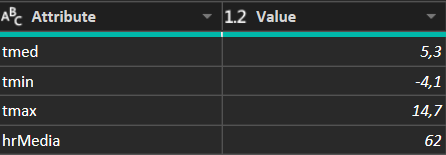 ABC Attribute 1.2 Value
tmed 5,3
tmin -4,1
tmax 14,7
hrMedia 62